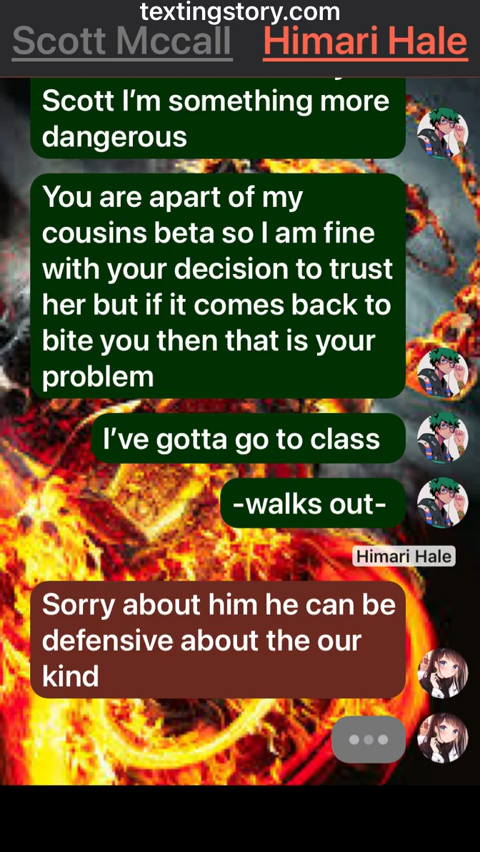 textingstory.com
Scott Mccall Himari Hale
Scott I’m something more
dangerous
You are apart of my
cousins beta so I am fine
with your decision to trust
her but if it comes back to
bite you then that is your
problem
I’ve gotta go to class
-walks out-
Himari Hale
Sorry about him he can be
defensive about the our
kind